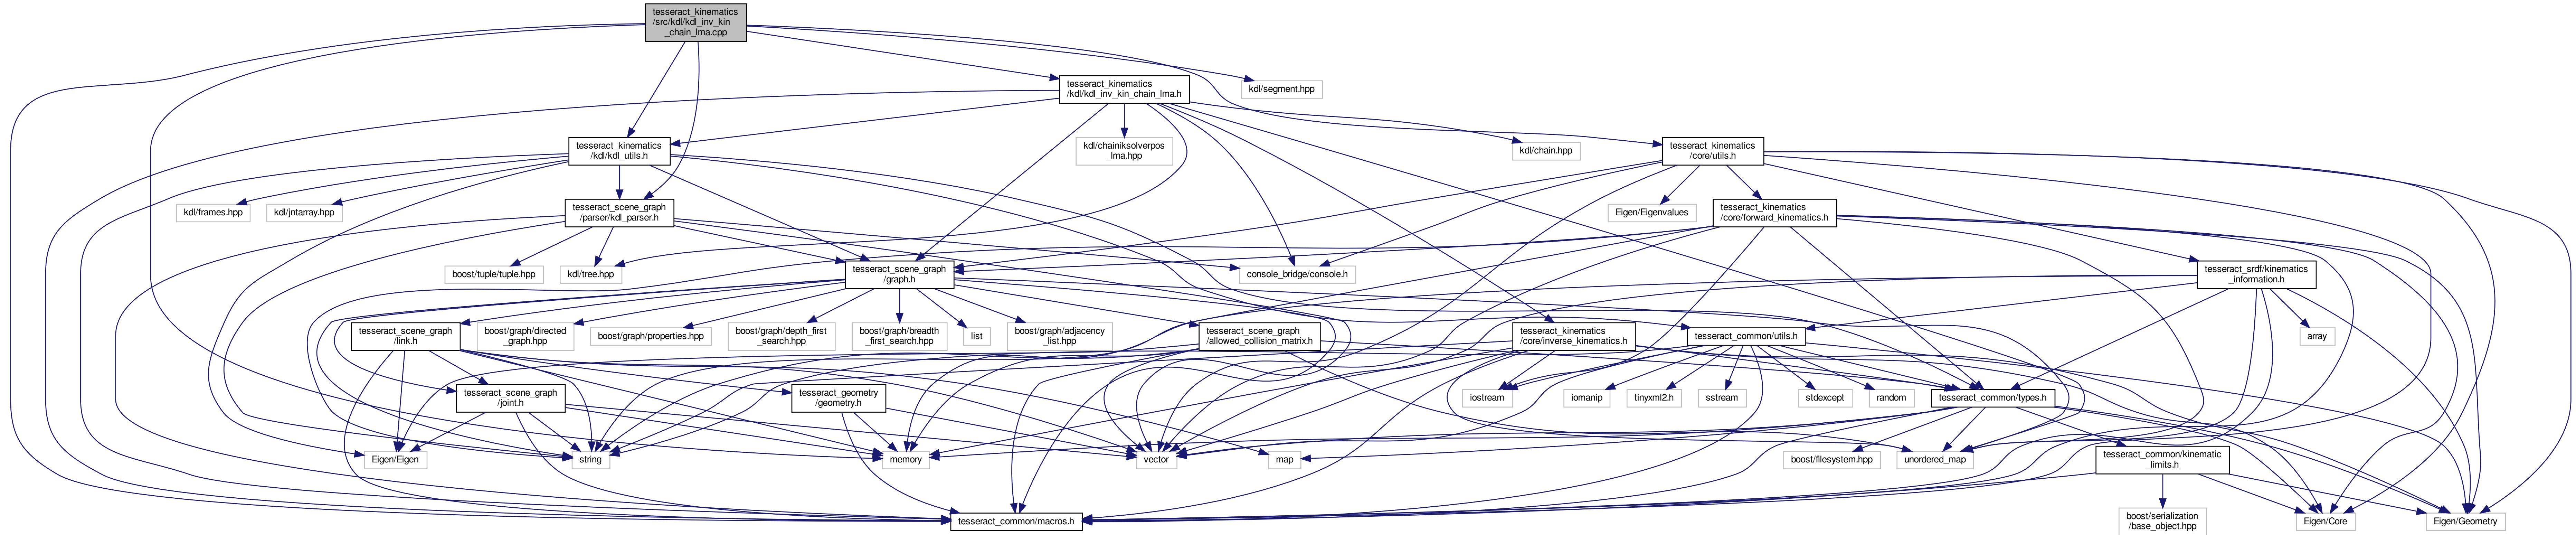 tesseract_kinematics
/src/kdl/kdl_inv_kin
_chain_lma.cpp
tesseract_kinematics
/kdl/kdl_inv_kin_chain_lma.h
kdl/segment.hpp
tesseract_kinematics
/kdl/kdl_utils.h
kdl/chainiksolverpos
_lma.hpp
kdl/chain.hpp
tesseract_kinematics
/core/utils.h
kdl/frames.hpp
kdl/jntarray.hpp
tesseract_scene_graph
/parser/kdl_parser.h
Eigen/Eigenvalues
tesseract_kinematics
/core/forward_kinematics.h
boost/tuple/tuple.hpp
kdl/tree.hpp
tesseract_scene_graph
/graph.h
console_bridge/console.h
tesseract_srdf/kinematics
_information.h
tesseract_scene_graph
/link.h
boost/graph/directed
_graph.hpp
boost/graph/properties.hpp
boost/graph/depth_first
_search.hpp
boost/graph/breadth
_first_search.hpp
list
boost/graph/adjacency
_list.hpp
tesseract_scene_graph
/allowed_collision_matrix.h
tesseract_kinematics
/core/inverse_kinematics.h
tesseract_common/utils.h
array
tesseract_scene_graph
/joint.h
tesseract_geometry
/geometry.h
iostream
iomanip
tinyxml2.h
sstream
stdexcept
random
tesseract_common/types.h
Eigen/Eigen
string
memory
vector
map
boost/filesystem.hpp
unordered_map
tesseract_common/kinematic
_limits.h
tesseract_common/macros.h
boost/serialization
/base_object.hpp
Eigen/Core
Eigen/Geometry